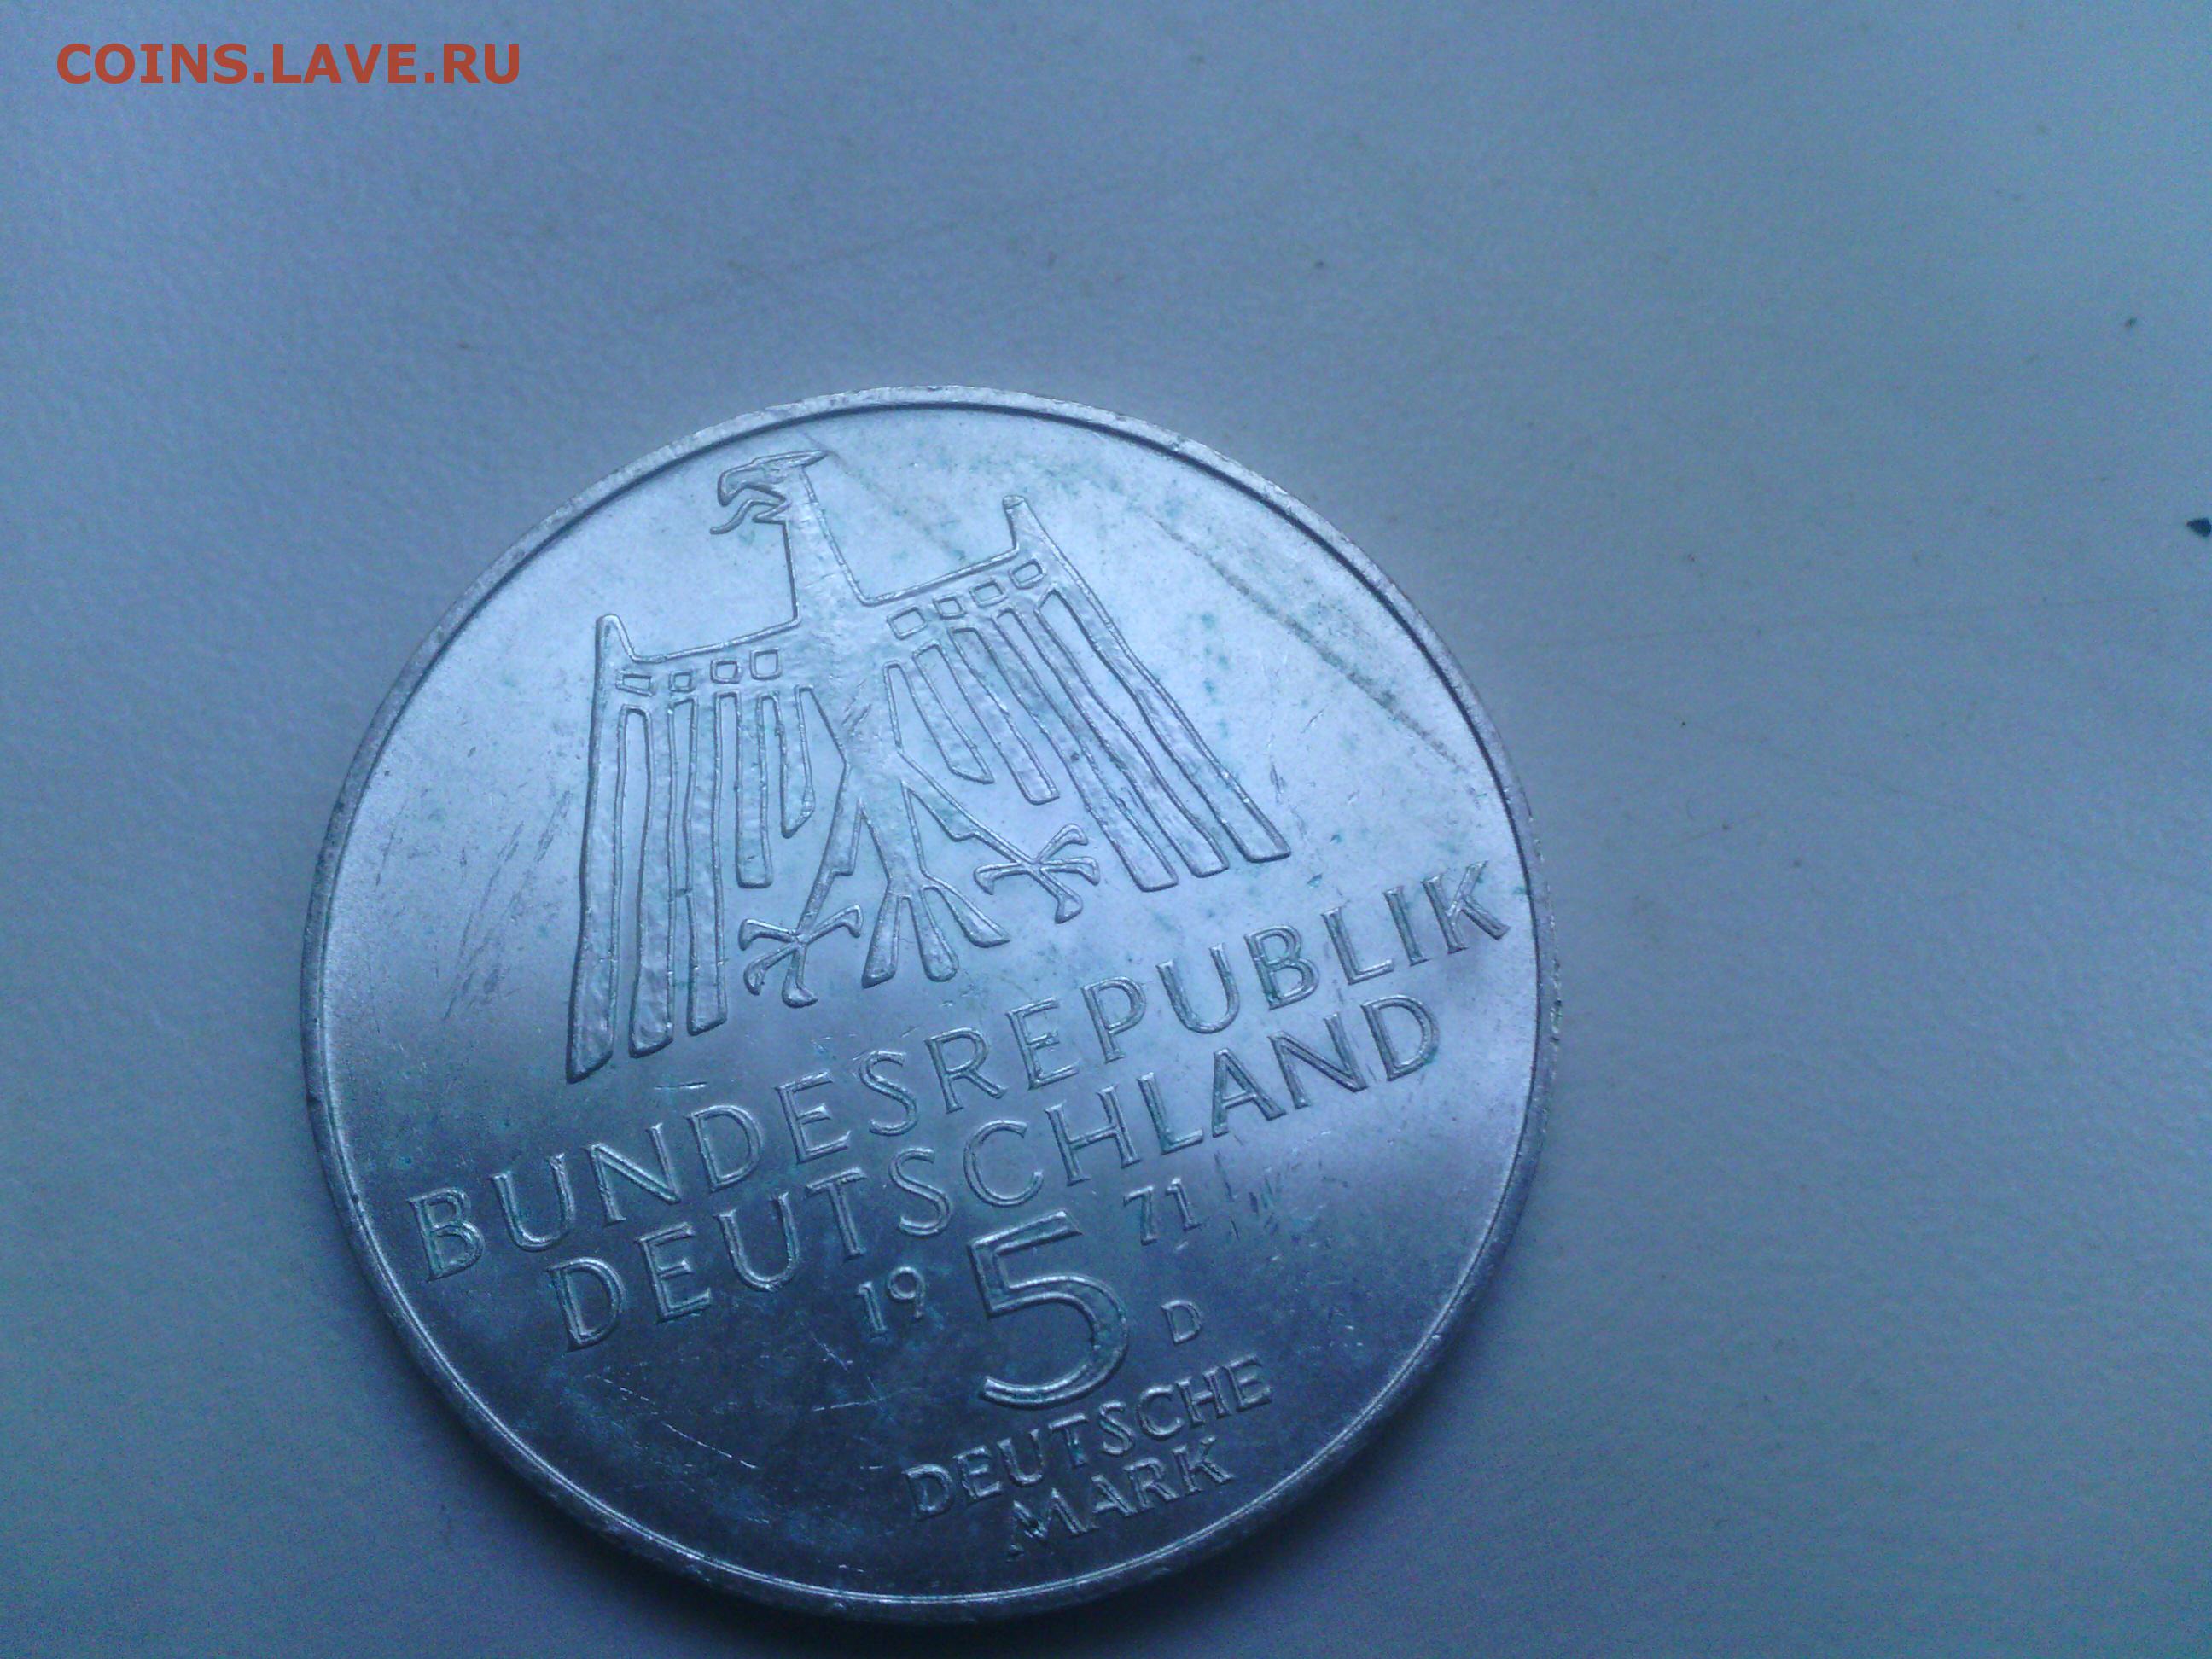 COINS.LAVE.RU
BUNDESREPUBLIK
DEUTSCHLAND
19 5 71
D
DEUTSCHE
MARK